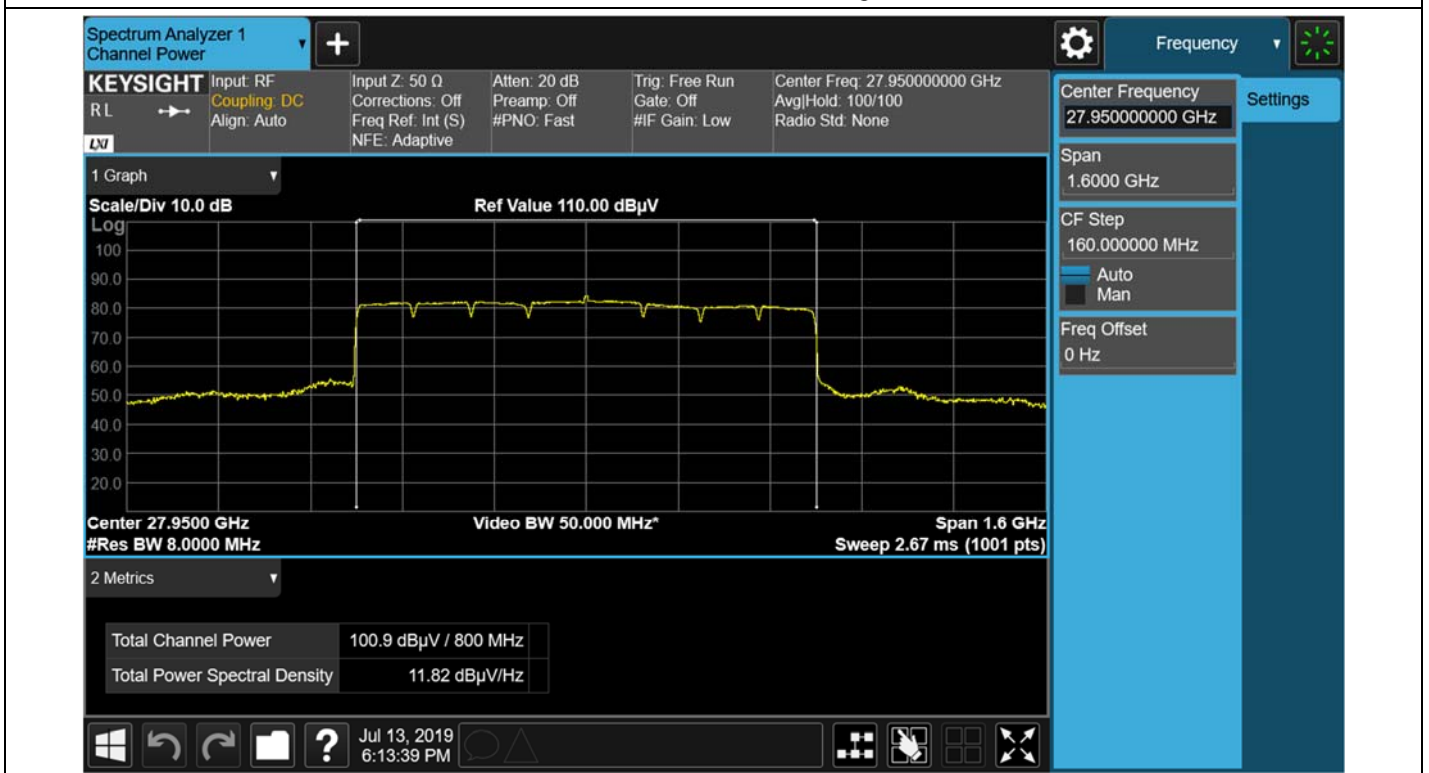 Spectrum Analyzer 1
Channel Power
+
Frequency
KEYSIGHT
R L
LXI
Input: RF
Coupling: DC
Align: Auto
Input Z: 50 Ω
Corrections: Off
Freq Ref: Int (S)
NFE: Adaptive
Atten: 20 dB
Preamp: Off
#PNO: Fast
Trig: Free Run
Gate: Off
#IF Gain: Low
Center Freq: 27.950000000 GHz
Avg|Hold: 100/100
Radio Std: None
Center Frequency
27.950000000 GHz
Settings
Span
1.6000 GHz
CF Step
160.000000 MHz
Auto
Man
Freq Offset
0 Hz
1 Graph
Scale/Div 10.0 dB
Ref Value 110.00 dBµV
Log
100
90.0
80.0
70.0
60.0
50.0
40.0
30.0
20.0
Center 27.9500 GHz
Video BW 50.000 MHz*
Span 1.6 GHz
#Res BW 8.0000 MHz
Sweep 2.67 ms (1001 pts)
2 Metrics
Total Channel Power 100.9 dBµV / 800 MHz
Total Power Spectral Density 11.82 dBµV/Hz
?
Jul 13, 2019
6:13:39 PM